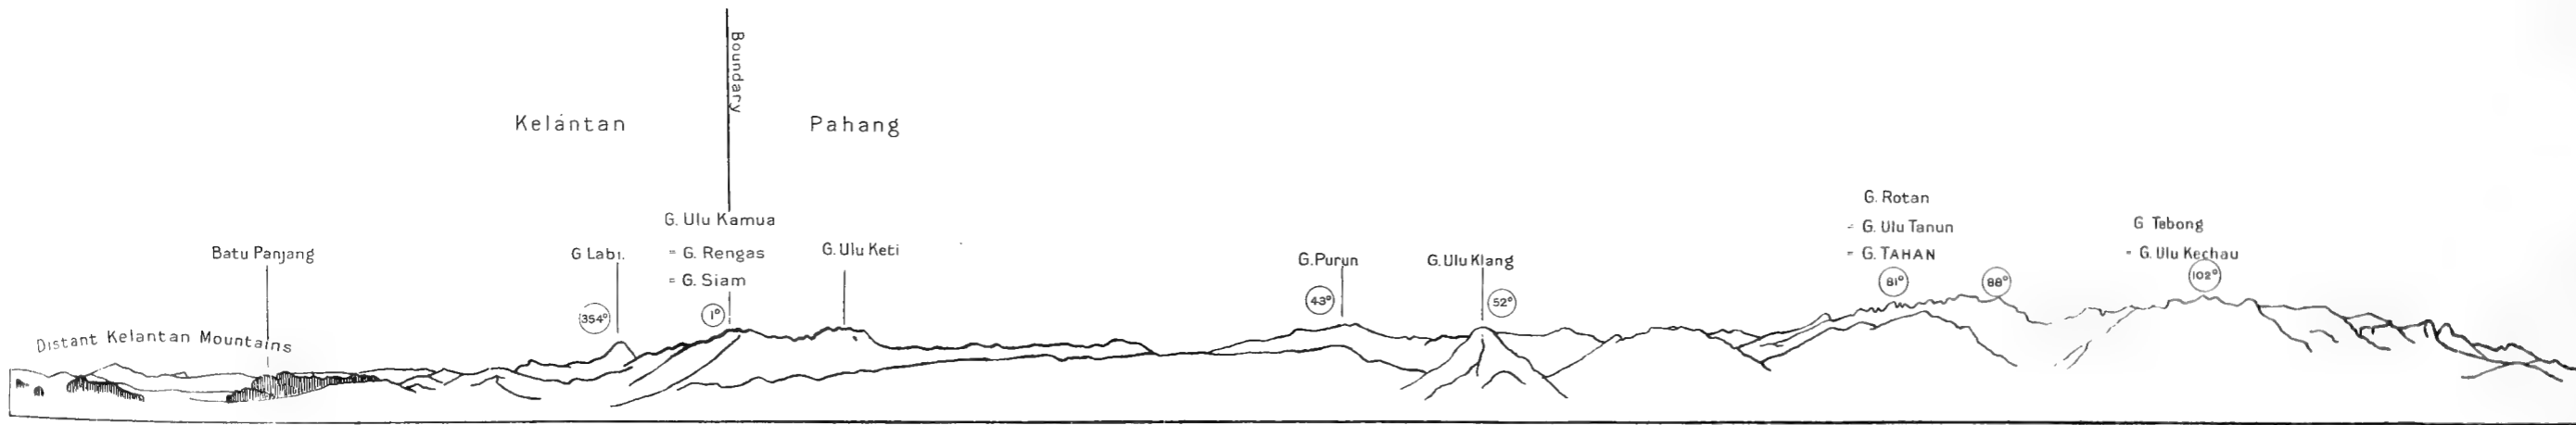 Boundary
Kelantan
Pahang
G. Rotan
G. Ulu Kamua
= G. Ulu Tanun
G Tebong
Batu Panjang
G Labi.
= G. Rengas
G. Ulu Keti
G. Purun
G. Ulu Klang
= G. TAHAN
= G. Ulu Kechau
= G. Siam
81°
88°
102°
354°
1°
43°
52°
Distant Kelantan Mountains